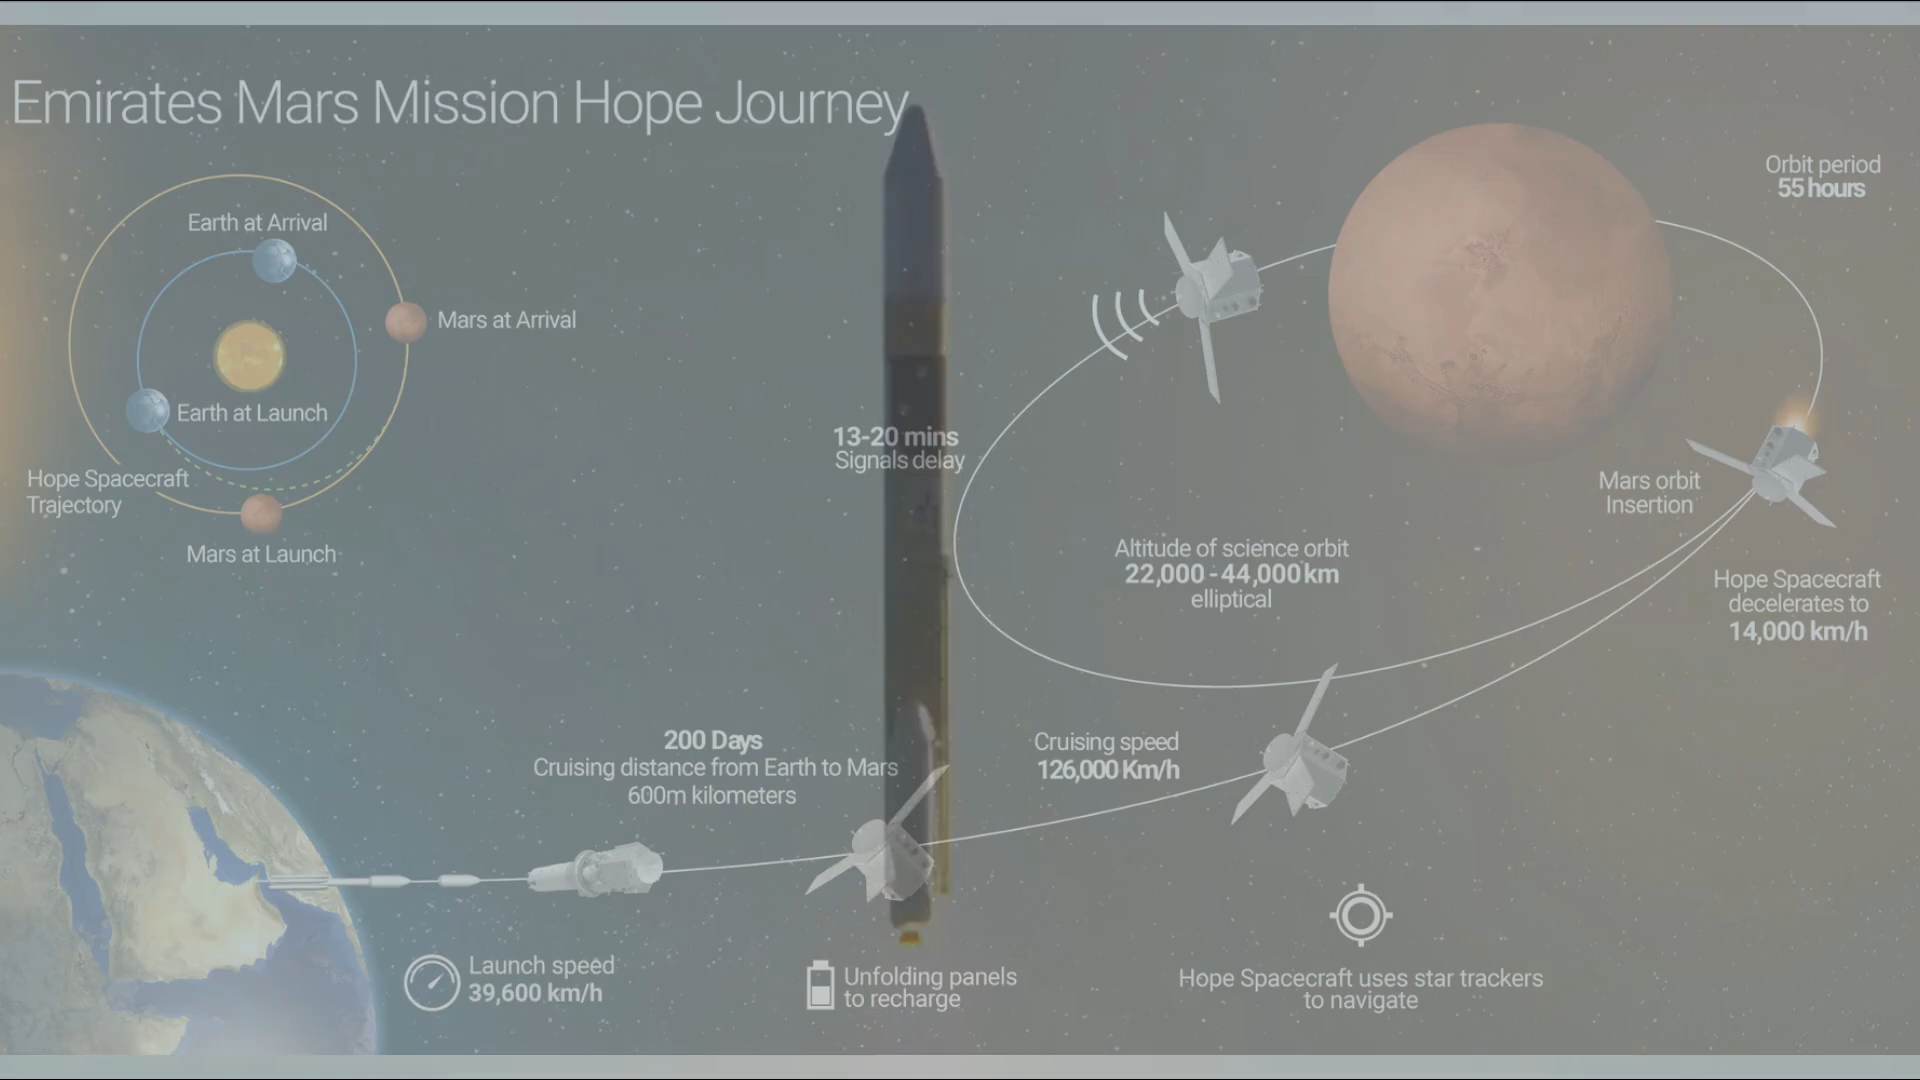 Emirates Mars Mission Hope Journey
Orbit period
55 hours
Earth at Arrival
Mars at Arrival
Earth at Launch
Hope Spacecraft
Trajectory
Mars at Launch
13-20 mins
Signals delay
Mars orbit
Insertion
Altitude of science orbit
22,000 - 44,000 km
elliptical
Hope Spacecraft
decelerates to
14,000 km/h
200 Days
Cruising distance from Earth to Mars
600m kilometers
Cruising speed
126,000 Km/h
Launch speed
39,600 km/h
Unfolding panels
to recharge
Hope Spacecraft uses star trackers
to navigate